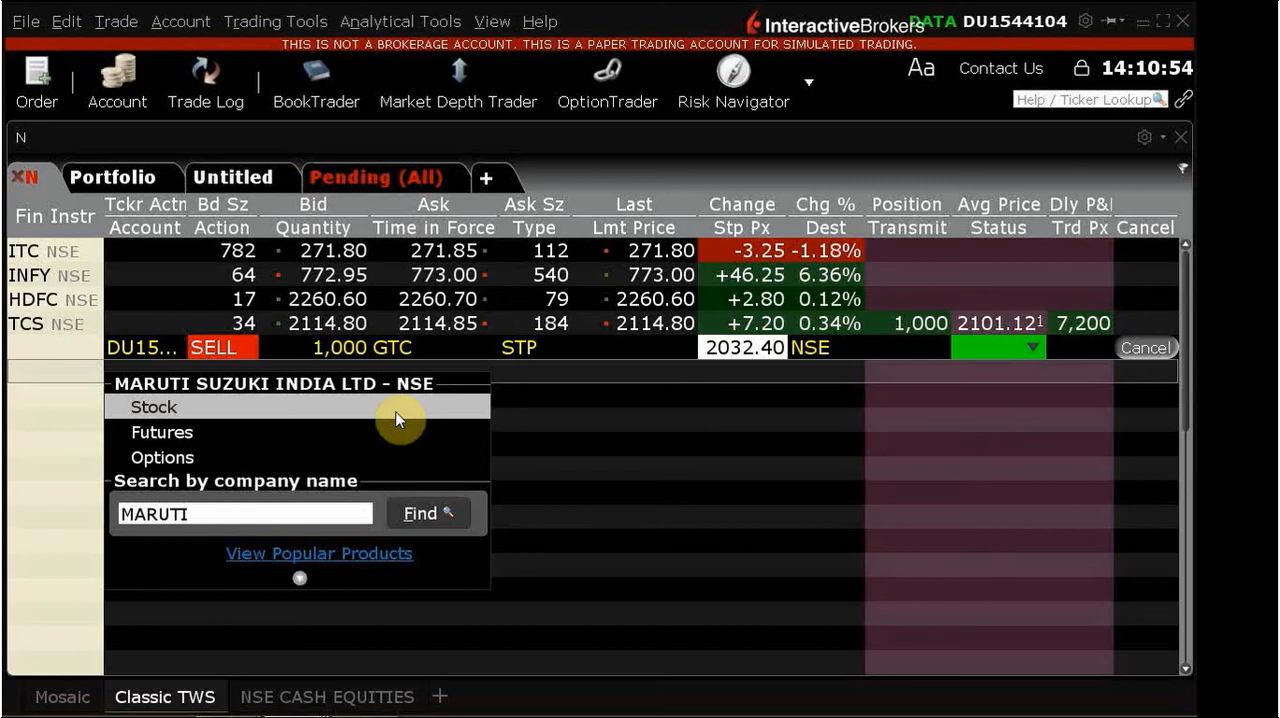 File Edit Trade Account Trading Tools Analytical Tools View Help InteractiveBrokers DATA DU1544104
THIS IS NOT A BROKERAGE ACCOUNT. THIS IS A PAPER TRADING ACCOUNT FOR SIMULATED TRADING.
Order Account Trade Log BookTrader Market Depth Trader OptionTrader Risk Navigator Aa Contact Us 14:10:54
Help / Ticker Lookup
N
N Portfolio Untitled Pending (All) +
Fin Instr Tckr Actn Bd Sz Bid Ask Ask Sz Last Change Chg % Position Avg Price Dly P&L
Account Action Quantity Time in Force Type Lmt Price Stp Px Dest Transmit Status Trd Px Cancel
ITC NSE 782 271.80 271.85 112 271.80 -3.25 -1.18%
INFY NSE 64 772.95 773.00 540 773.00 +46.25 6.36%
HDFC NSE 17 2260.60 2260.70 79 2260.60 +2.80 0.12%
TCS NSE 34 2114.80 2114.85 184 2114.80 +7.20 0.34% 1,000 2101.12¹ 7,200
DU15... SELL 1,000 GTC STP 2032.40 NSE Cancel
MARUTI SUZUKI INDIA LTD - NSE
Stock
Futures
Options
Search by company name
MARUTI Find
View Popular Products
Mosaic Classic TWS NSE CASH EQUITIES +